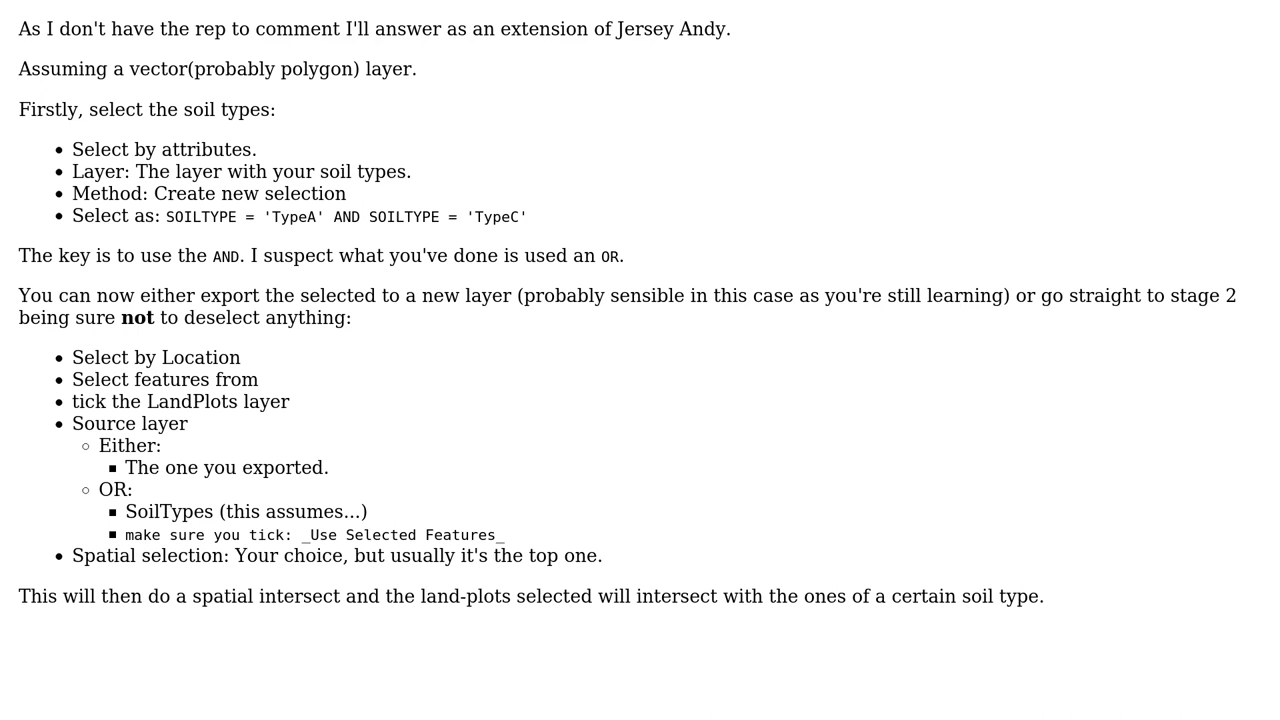 As I don't have the rep to comment I'll answer as an extension of Jersey Andy.
Assuming a vector(probably polygon) layer.
Firstly, select the soil types:
Select by attributes.
Layer: The layer with your soil types.
Method: Create new selection
Select as: SOILTYPE = 'TypeA' AND SOILTYPE = 'TypeC'
The key is to use the AND. I suspect what you've done is used an OR.
You can now either export the selected to a new layer (probably sensible in this case as you're still learning) or go straight to stage 2
being sure not to deselect anything:
Select by Location
Select features from
tick the LandPlots layer
Source layer
Either:
The one you exported.
OR:
SoilTypes (this assumes...)
make sure you tick: _Use Selected Features_
Spatial selection: Your choice, but usually it's the top one.
This will then do a spatial intersect and the land-plots selected will intersect with the ones of a certain soil type.